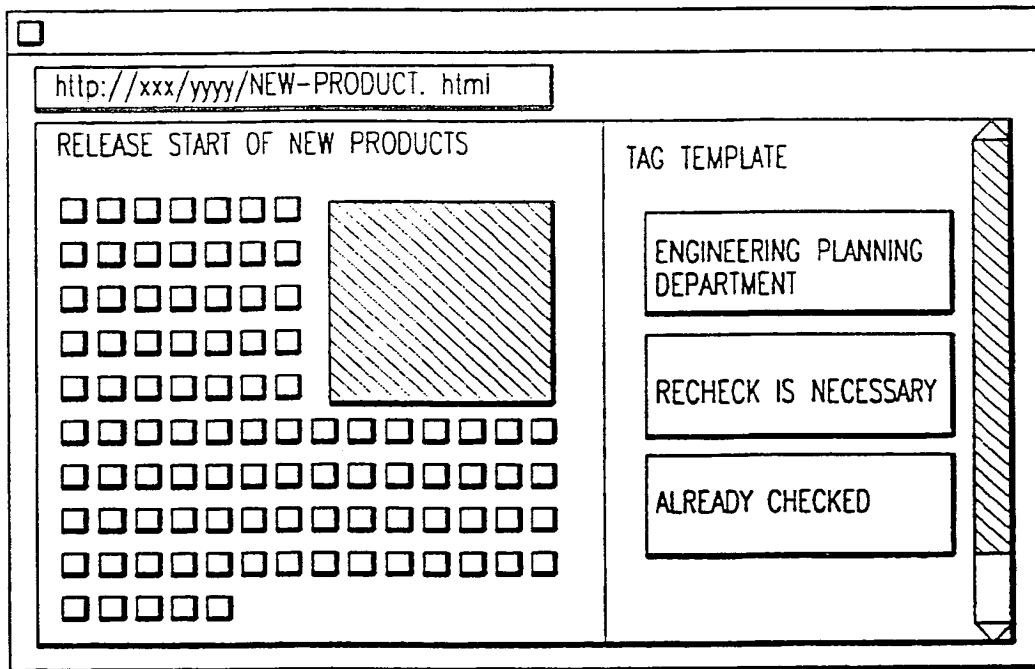 http://xxx/yyyy/NEW-PRODUCT. html
RELEASE START OF NEW PRODUCTS
TAG TEMPLATE
ENGINEERING PLANNING
DEPARTMENT
RECHECK IS NECESSARY
ALREADY CHECKED